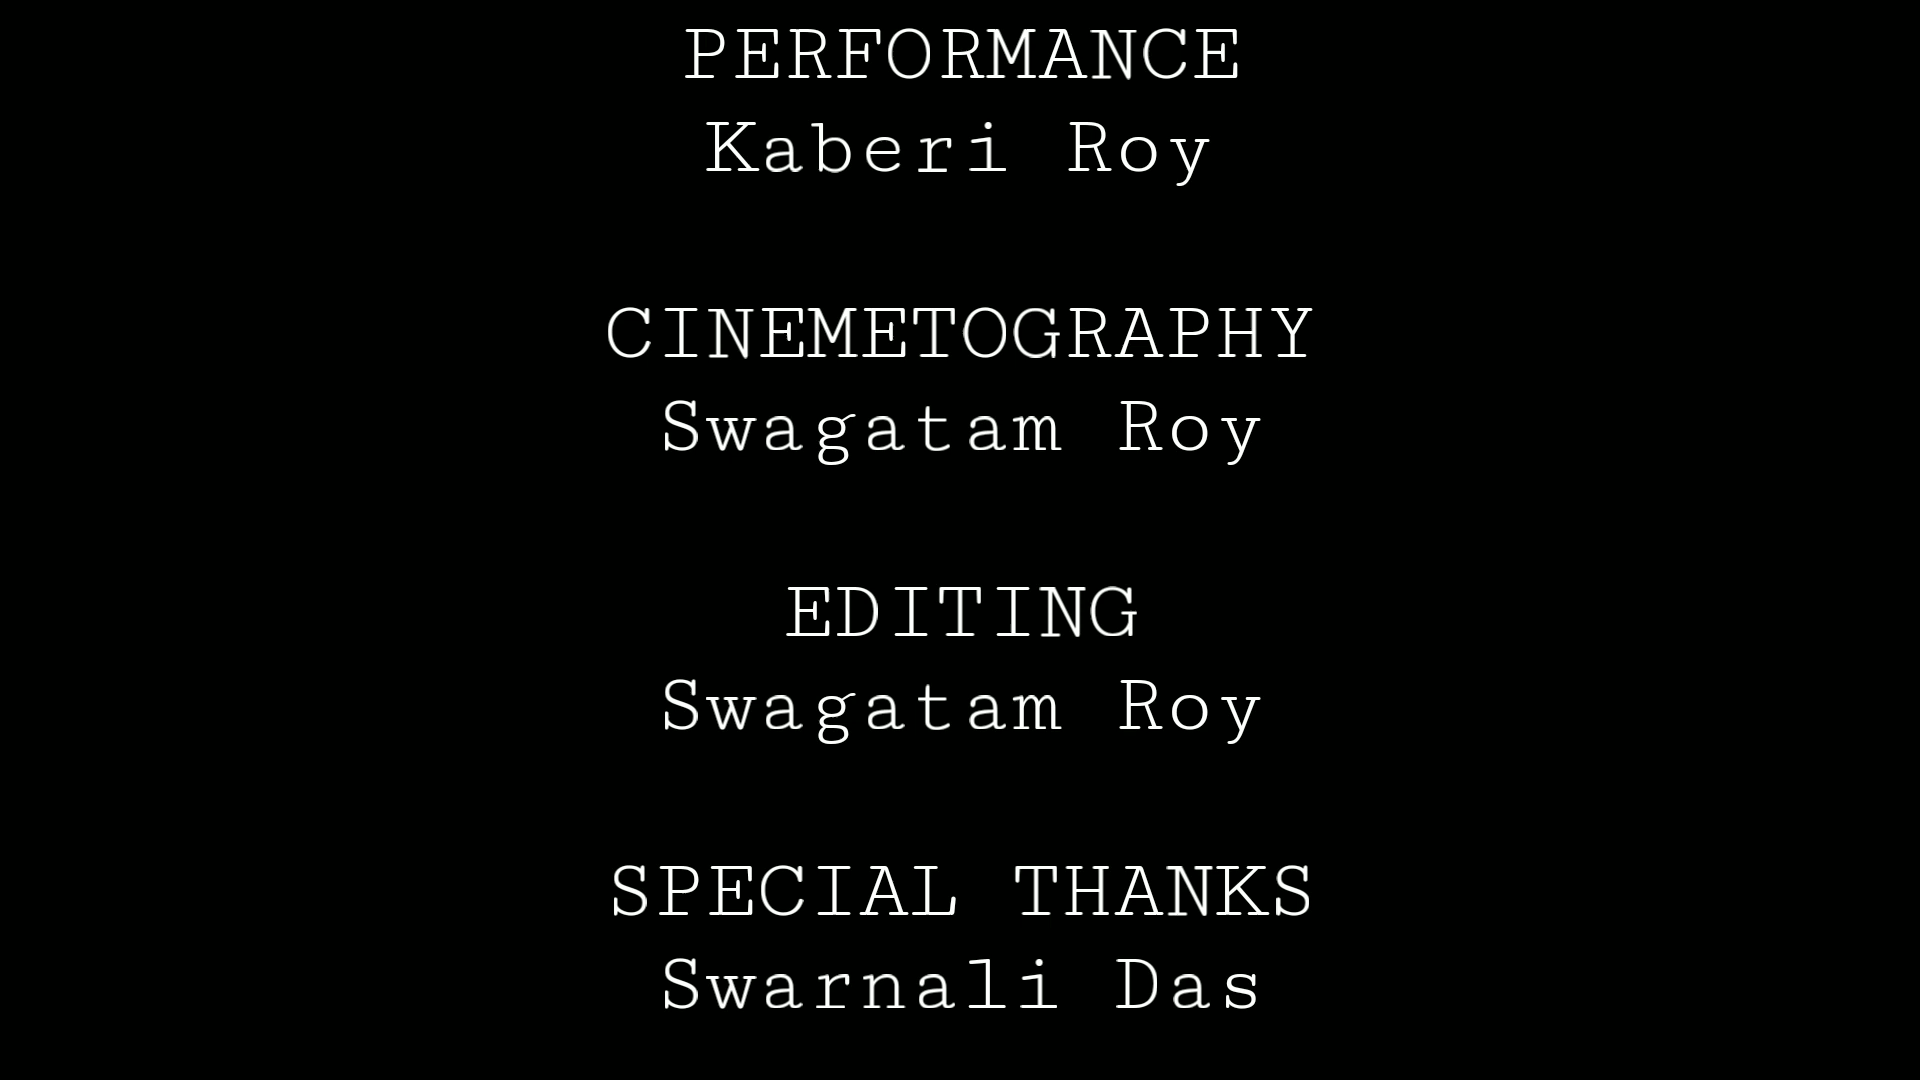 PERFORMANCE
Kaberi Roy
CINEMETOGRAPHY
Swagatam Roy
EDITING
Swagatam Roy
SPECIAL THANKS
Swarnali Das